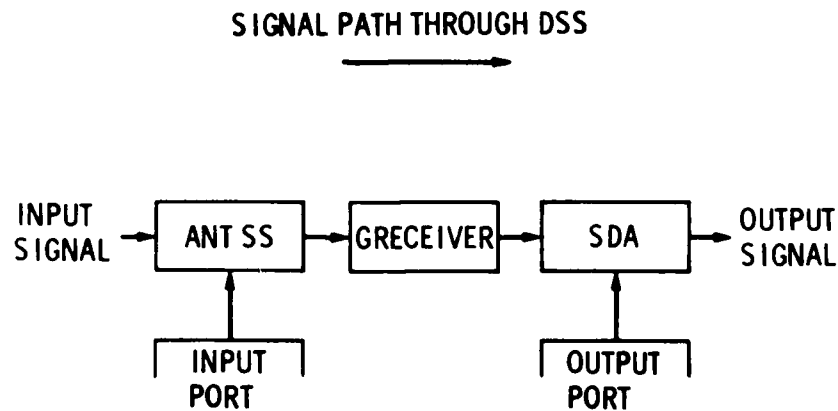 SIGNAL PATH THROUGH DSS
INPUT
SIGNAL
ANT SS
GRECEIVER
SDA
OUTPUT
SIGNAL
INPUT
PORT
OUTPUT
PORT